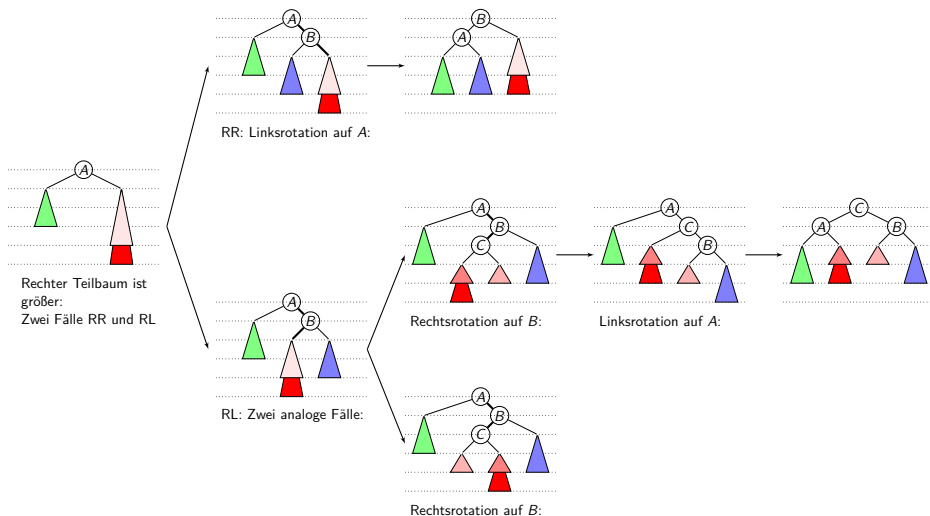 A
B
B
A
RR: Linksrotation auf A:
A
Rechter Teilbaum ist
größer:
Zwei Fälle RR und RL
A
B
C
Rechtsrotation auf B:
A
C
B
Linksrotation auf A:
C
A
B
A
B
RL: Zwei analoge Fälle:
A
B
C
Rechtsrotation auf B: